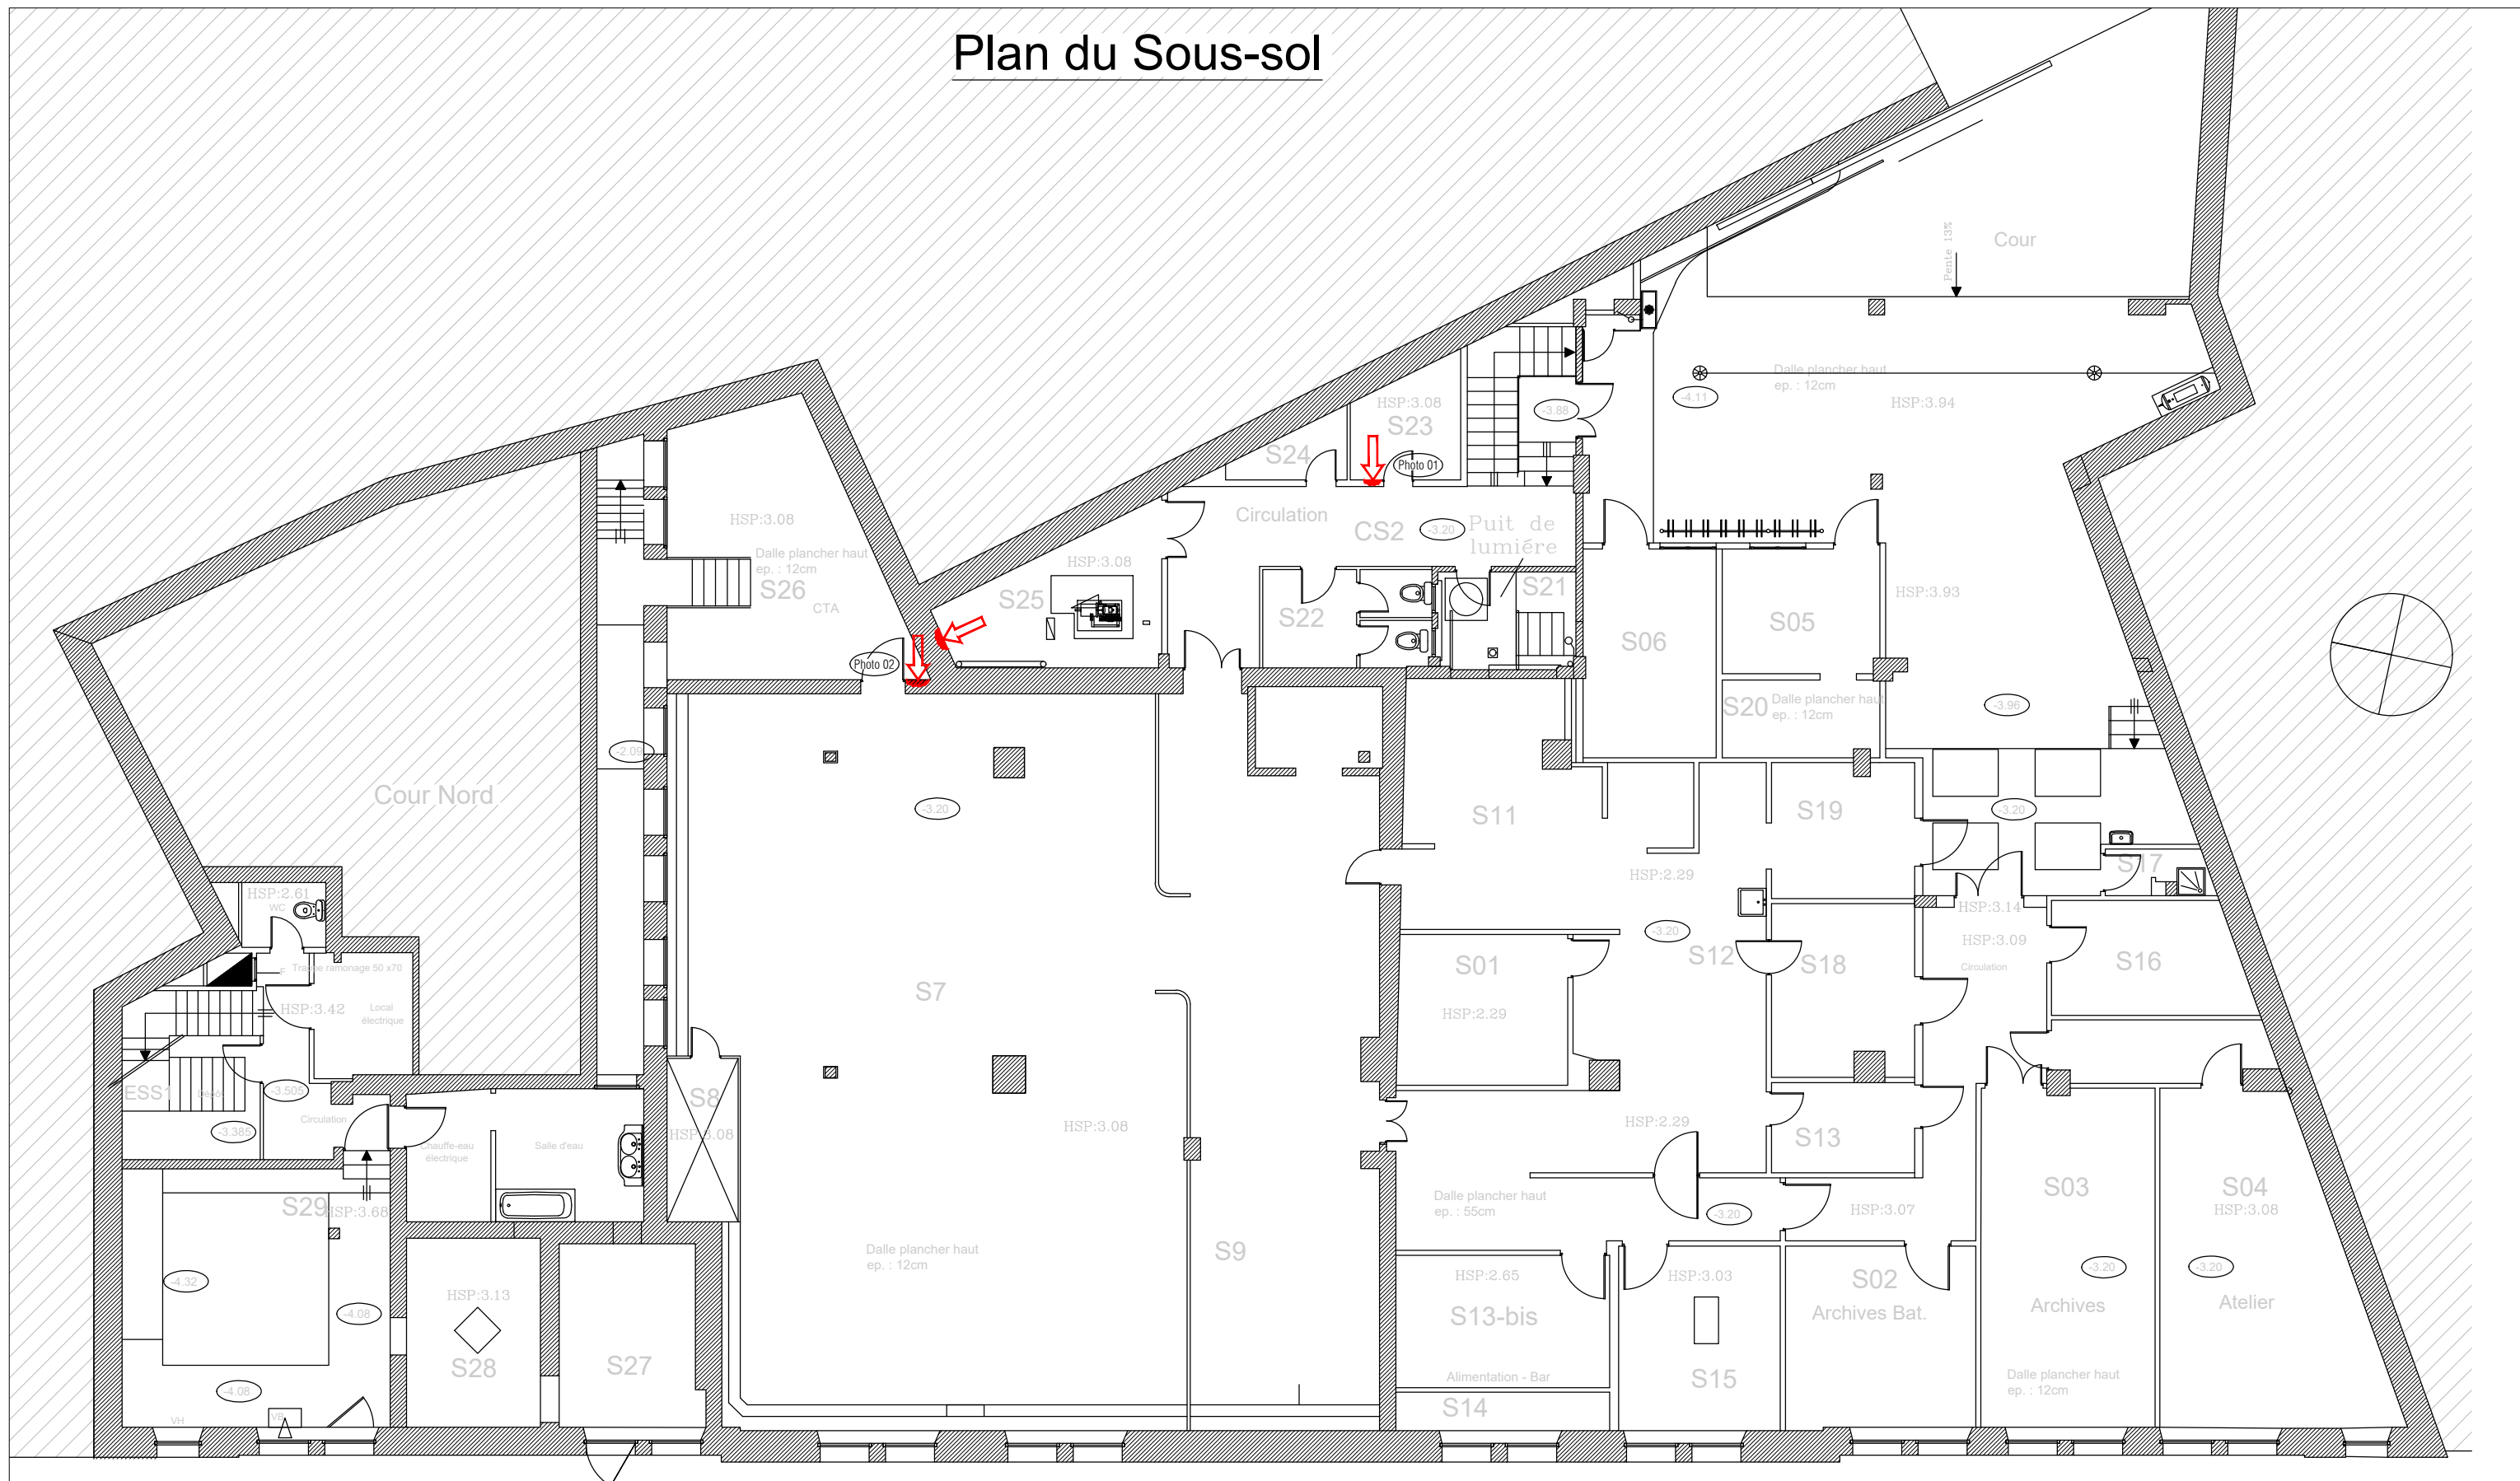 Plan du Sous-sol
Cour
Pente 13%
Dalle plancher haut
ep. : 12cm
-4.11
HSP:3.94
HSP:3.08
S23
-3.88
S24
Photo 01
Circulation
CS2
-3.20
Puit de
lumiére
HSP:3.08
Dalle plancher haut
ep. : 12cm
S26
CTA
HSP:3.08
S25
S22
S21
S06
S05
HSP:3.93
Photo 02
S20
Dalle plancher haut
ep. : 12cm
-3.96
-2.09
Cour Nord
-3.20
S11
S19
-3.20
S17
HSP:2.29
HSP:2.61
WC
HSP:3.14
HSP:3.09
Circulation
-3.20
S12
S01
S18
S16
F
Trappe ramonage 50 x70
HSP:3.42
Local
électrique
S7
HSP:2.29
ESS1
Dépôt
-3.505
Circulation
-3.385
Chauffe-eau
électrique
Salle d'eau
S8
HSP:3.08
HSP:3.08
HSP:2.29
S13
S29
HSP:3.68
Dalle plancher haut
ep. : 55cm
-3.20
HSP:3.07
S03
S04
HSP:3.08
Dalle plancher haut
ep. : 12cm
S9
-4.32
-4.08
HSP:3.13
S28
S27
HSP:2.65
S13-bis
Alimentation - Bar
S14
HSP:3.03
S15
S02
Archives Bat.
-3.20
Archives
-3.20
Atelier
Dalle plancher haut
ep. : 12cm
-4.08
VH
VB